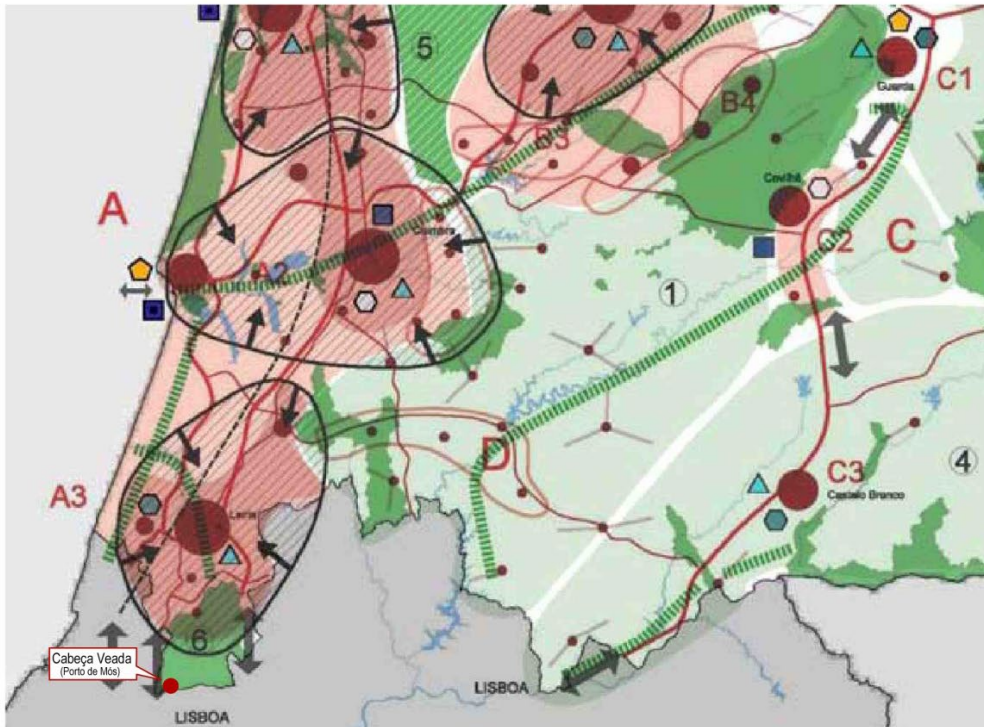 5
Guarda
C1
B4
B3
A
Covilhã
C2
C
Coimbra
A2
1
D
A3
C3
Castelo Branco
4
Leiria
6
Cabeça Veada
(Porto de Mós)
LISBOA
LISBOA